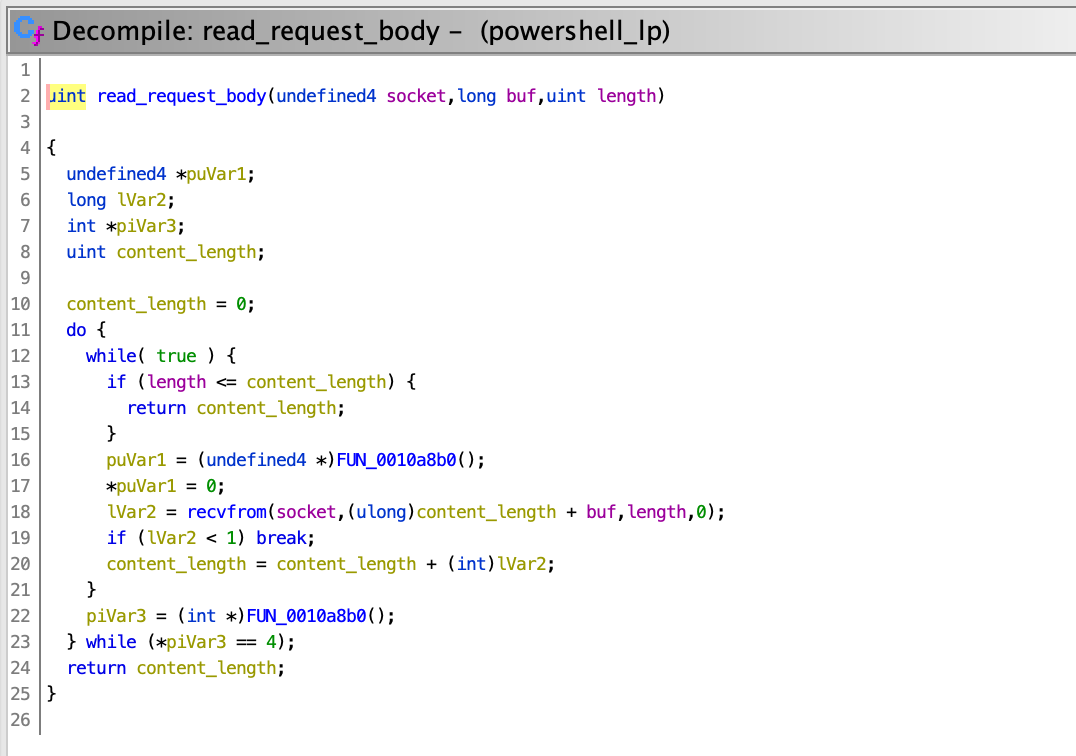 Decompile: read_request_body – (powershell_lp)
1
2 uint read_request_body(undefined4 socket,long buf,uint length)
3
4 {
5 undefined4 *puVar1;
6 long lVar2;
7 int *piVar3;
8 uint content_length;
9
10 content_length = 0;
11 do {
12 while( true ) {
13 if (length <= content_length) {
14 return content_length;
15 }
16 puVar1 = (undefined4 *)FUN_0010a8b0();
17 *puVar1 = 0;
18 lVar2 = recvfrom(socket,(ulong)content_length + buf,length,0);
19 if (lVar2 < 1) break;
20 content_length = content_length + (int)lVar2;
21 }
22 piVar3 = (int *)FUN_0010a8b0();
23 } while (*piVar3 == 4);
24 return content_length;
25 }
26